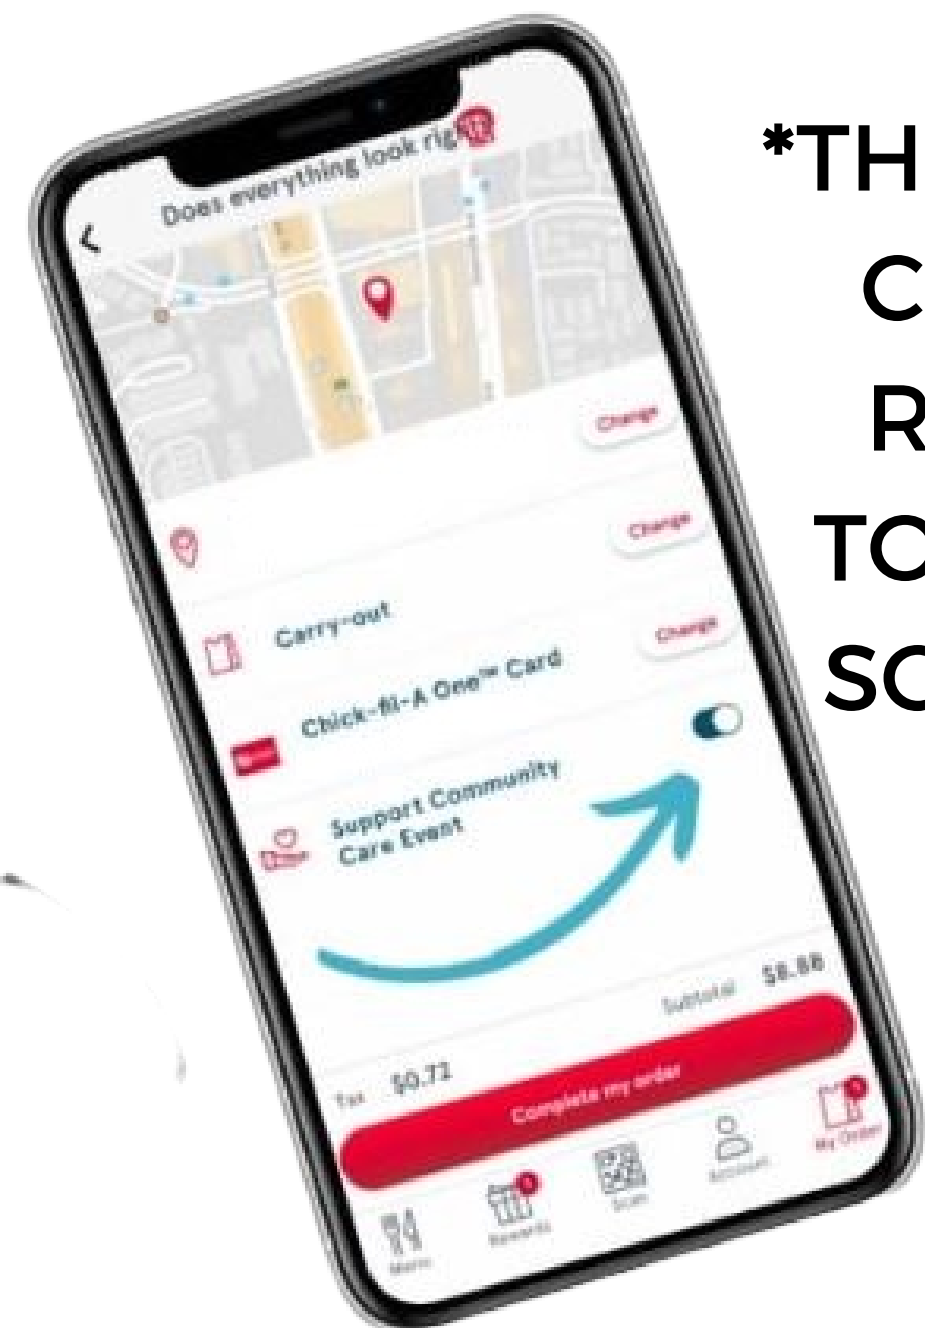 Does everything look rig
*TH
C
R
TO
SC
Change
Change
Carry-out
Change
Chick-fil-A One™ Card
Support Community
Care Event
Subtotal $8.88
Tax $0.72
Complete my order
Menu
Rewards
Scan
Account
My Order